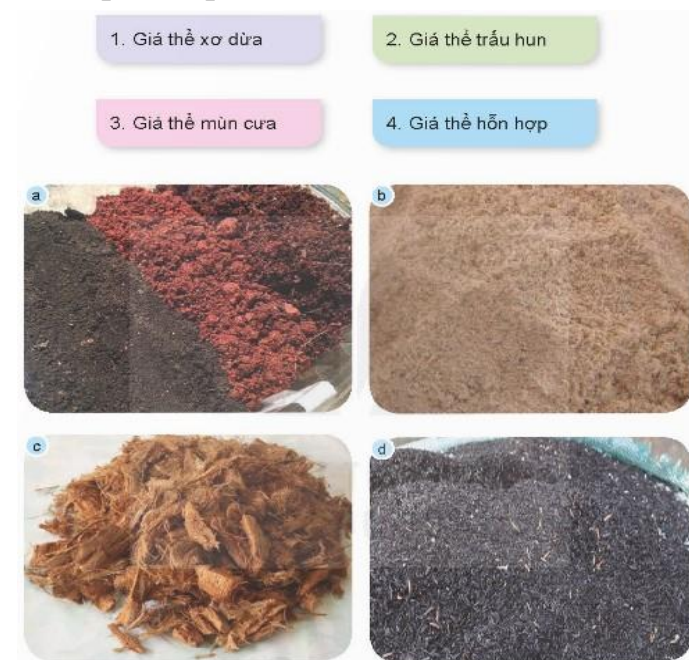 1. Giá thể xơ dừa
2. Giá thể trấu hun
3. Giá thể mùn cưa
4. Giá thể hỗn hợp
a
b
c
d